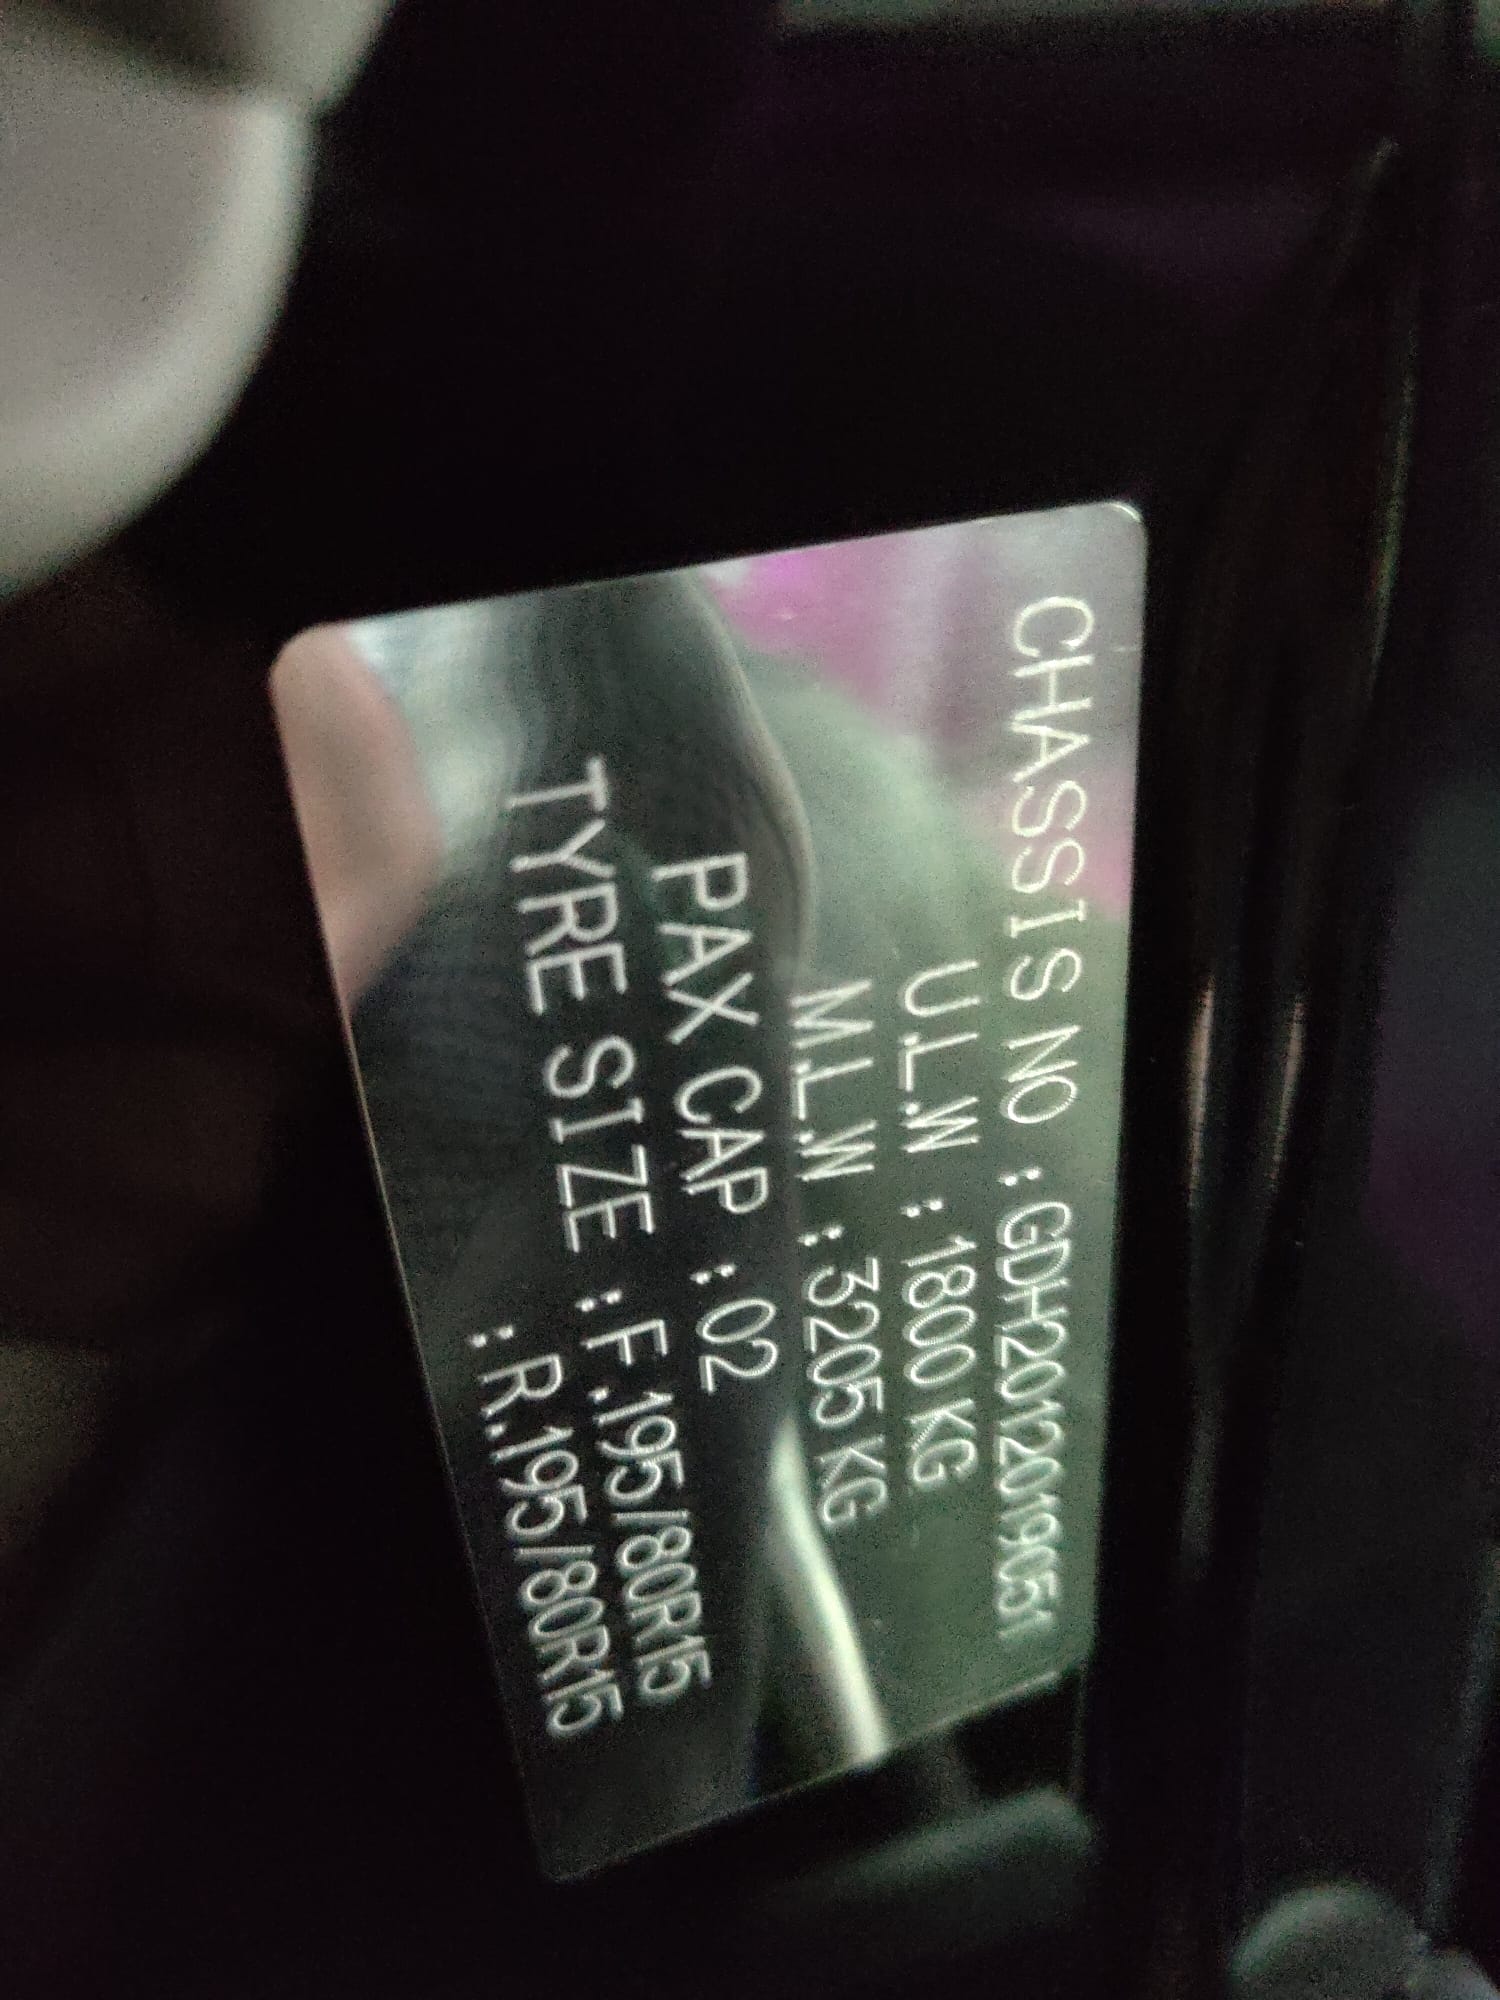 CHASSIS NO : GDH2012019051
U.L.W : 1800 KG
M.L.W : 3205 KG
PAX CAP : 02
TYRE SIZE : F.195/80R15
: R.195/80R15